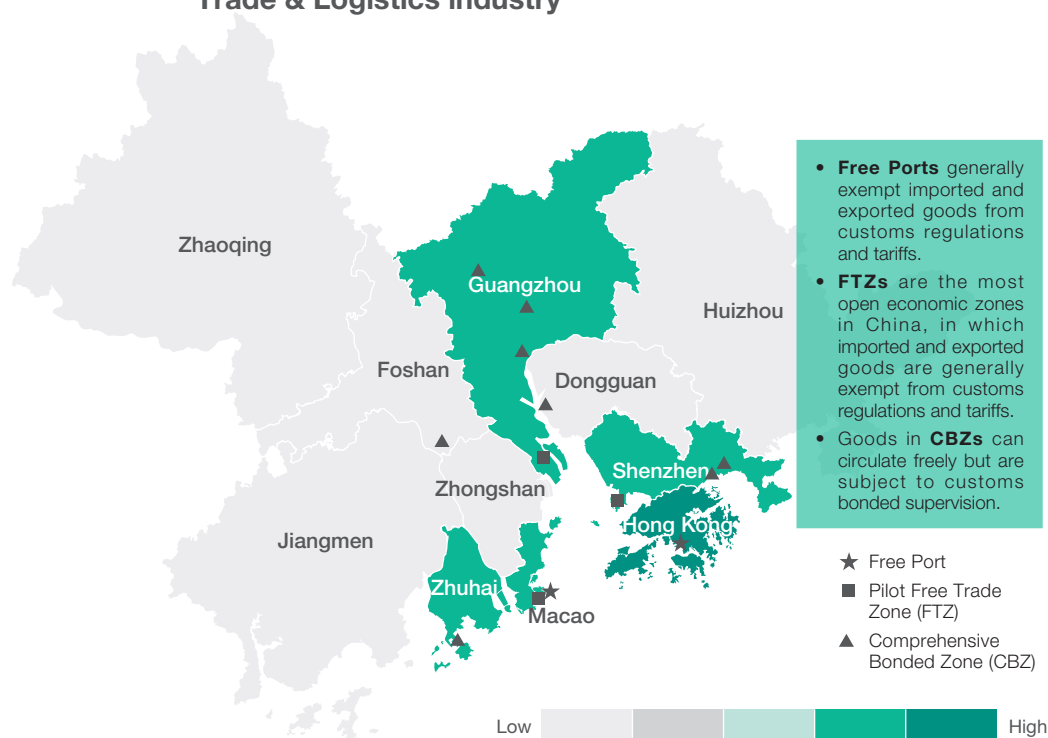 Trade & Logistics Industry
Zhaoqing
Guangzhou
Huizhou
Foshan
Dongguan
Shenzhen
Zhongshan
Hong Kong
Jiangmen
Zhuhai
Macao
• Free Ports generally
exempt imported and
exported goods from
customs regulations
and tariffs.
• FTZs are the most
open economic zones
in China, in which
imported and exported
goods are generally
exempt from customs
regulations and tariffs.
• Goods in CBZs can
circulate freely but are
subject to customs
bonded supervision.
Free Port
Pilot Free Trade
Zone (FTZ)
Comprehensive
Bonded Zone (CBZ)
Low
High